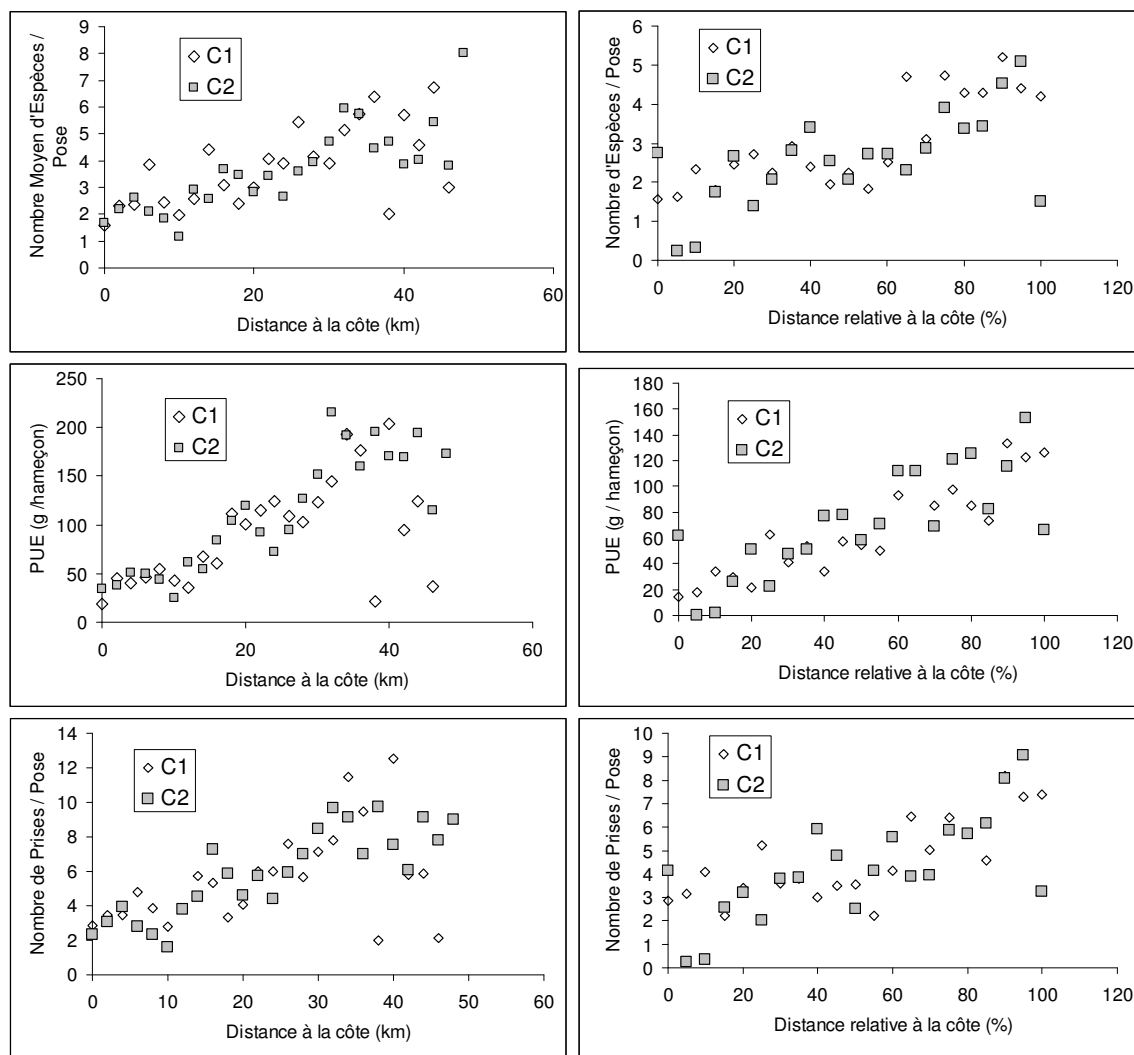 9
8
7
6
5
4
3
2
1
0
Nombre Moyen d'Espèces /
Pose
C1
C2
0 20 40 60
Distance à la côte (km)
6
5
4
3
2
1
0
Nombre d'Espèces / Pose
C1
C2
0 20 40 60 80 100 120
Distance relative à la côte (%)
250
200
150
100
50
0
PUE (g /hameçon)
C1
C2
0 20 40 60
Distance à la côte (km)
180
160
140
120
100
80
60
40
20
0
PUE (g / hameçon)
C1
C2
0 20 40 60 80 100 120
Distance relative à la côte (%)
14
12
10
8
6
4
2
0
Nombre de Prises / Pose
C1
C2
0 10 20 30 40 50 60
Distance à la côte (km)
10
9
8
7
6
5
4
3
2
1
0
Nombre de Prises / Pose
C1
C2
0 20 40 60 80 100 120
Distance relative à la côte (%)